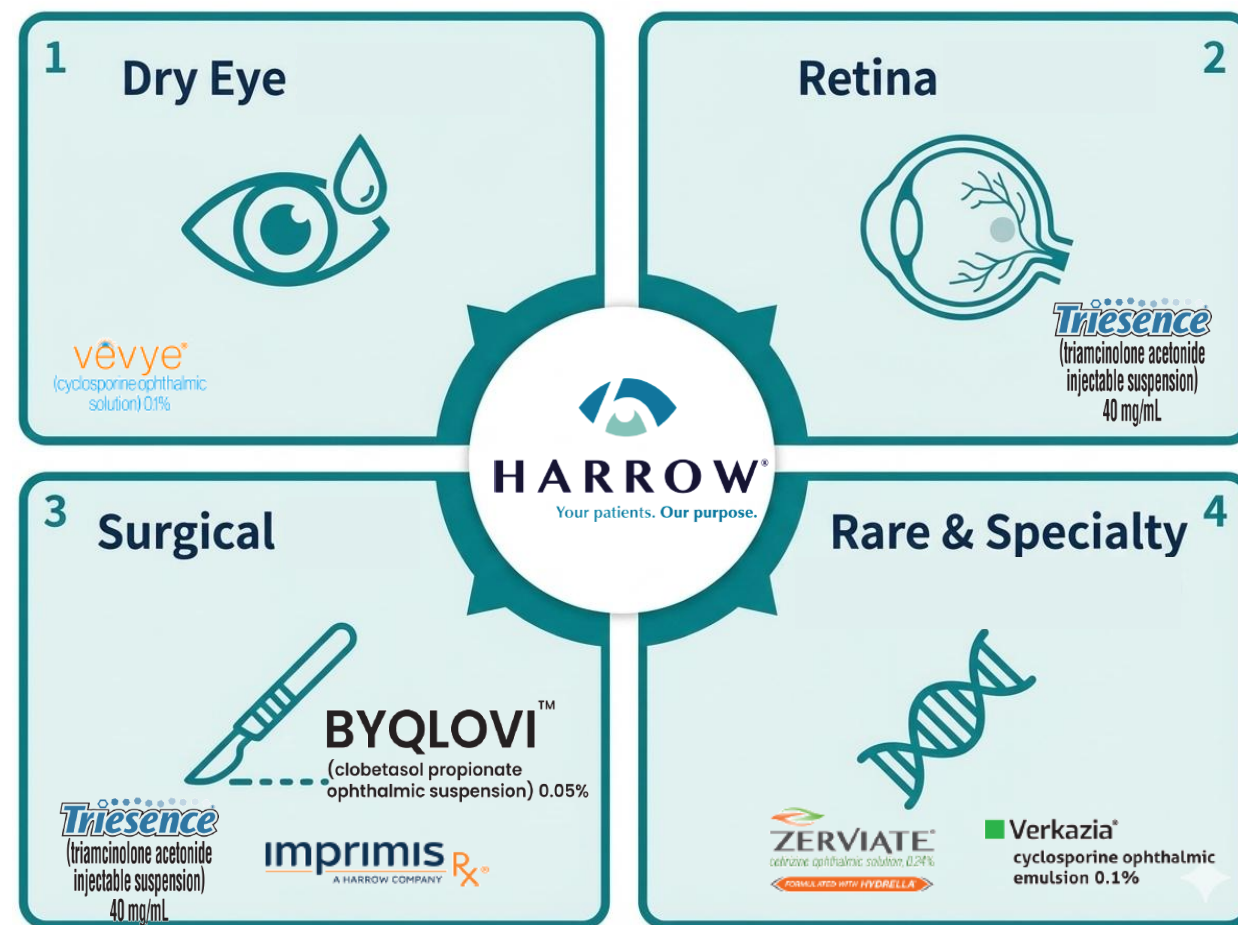 1
Dry Eye
vevye®
(cyclosporine ophthalmic
solution) 0.1%
2
Retina
Triesence®
(triamcinolone acetonide
injectable suspension)
40 mg/mL
HARROW®
Your patients. Our purpose.
3
Surgical
BYQLOVI™
(clobetasol propionate
ophthalmic suspension) 0.05%
Triesence®
(triamcinolone acetonide
injectable suspension)
40 mg/mL
imprimis Rx®
A HARROW COMPANY
4
Rare & Specialty
ZERVIATE®
cetirizine ophthalmic solution, 0.24%
FORMULATED WITH HYDRELLA
Verkazia®
cyclosporine ophthalmic
emulsion 0.1%